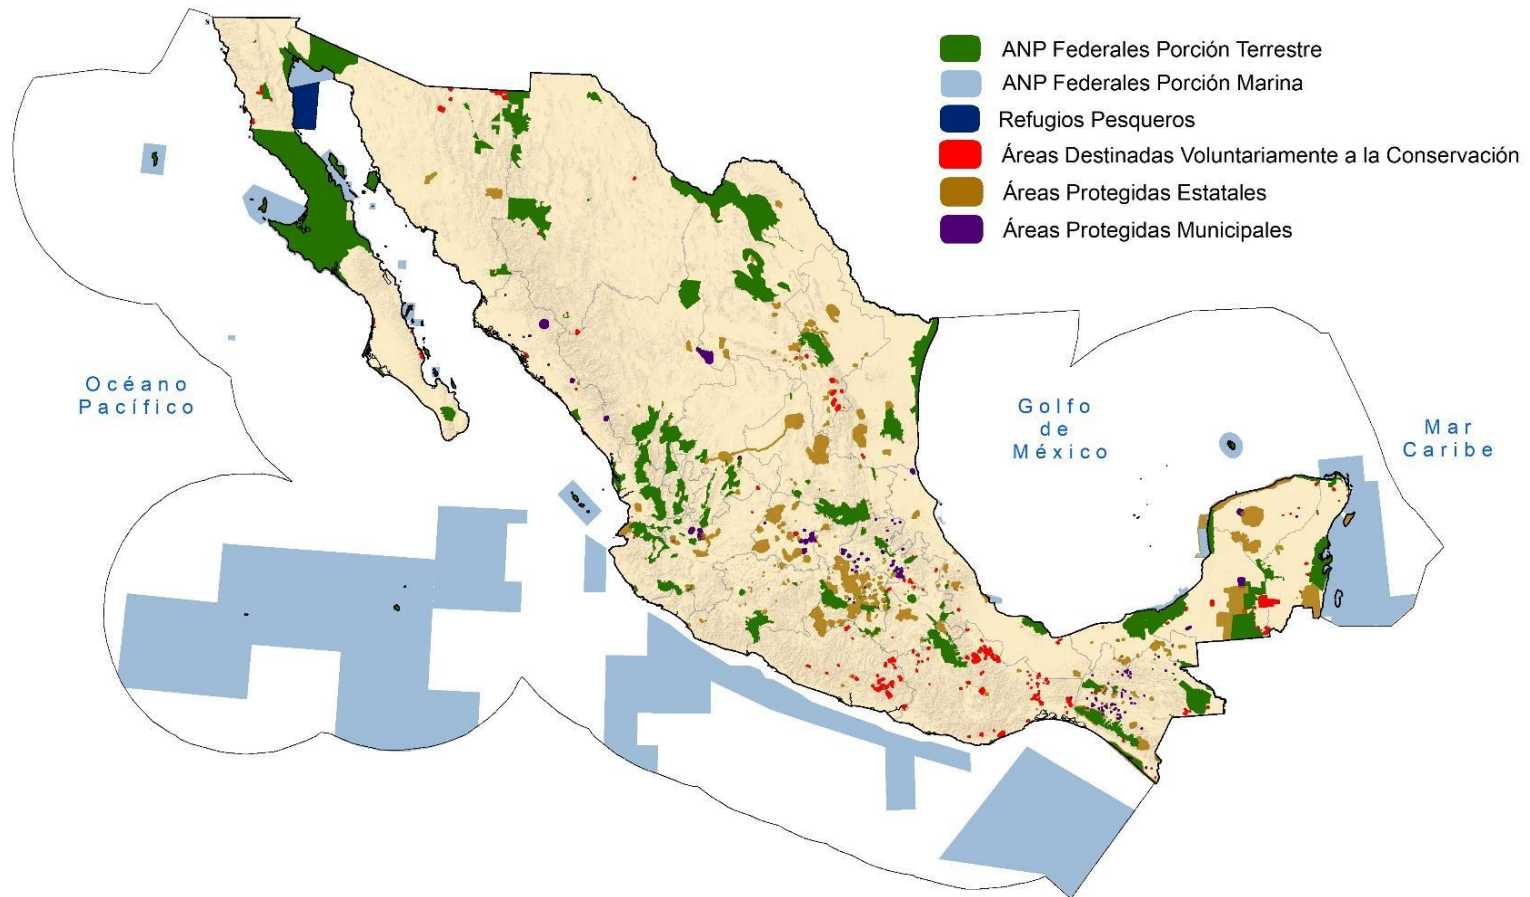 ANP Federales Porción Terrestre
ANP Federales Porción Marina
Refugios Pesqueros
Áreas Destinadas Voluntariamente a la Conservación
Áreas Protegidas Estatales
Áreas Protegidas Municipales
Océano
Pacífico
Golfo
de
México
Mar
Caribe